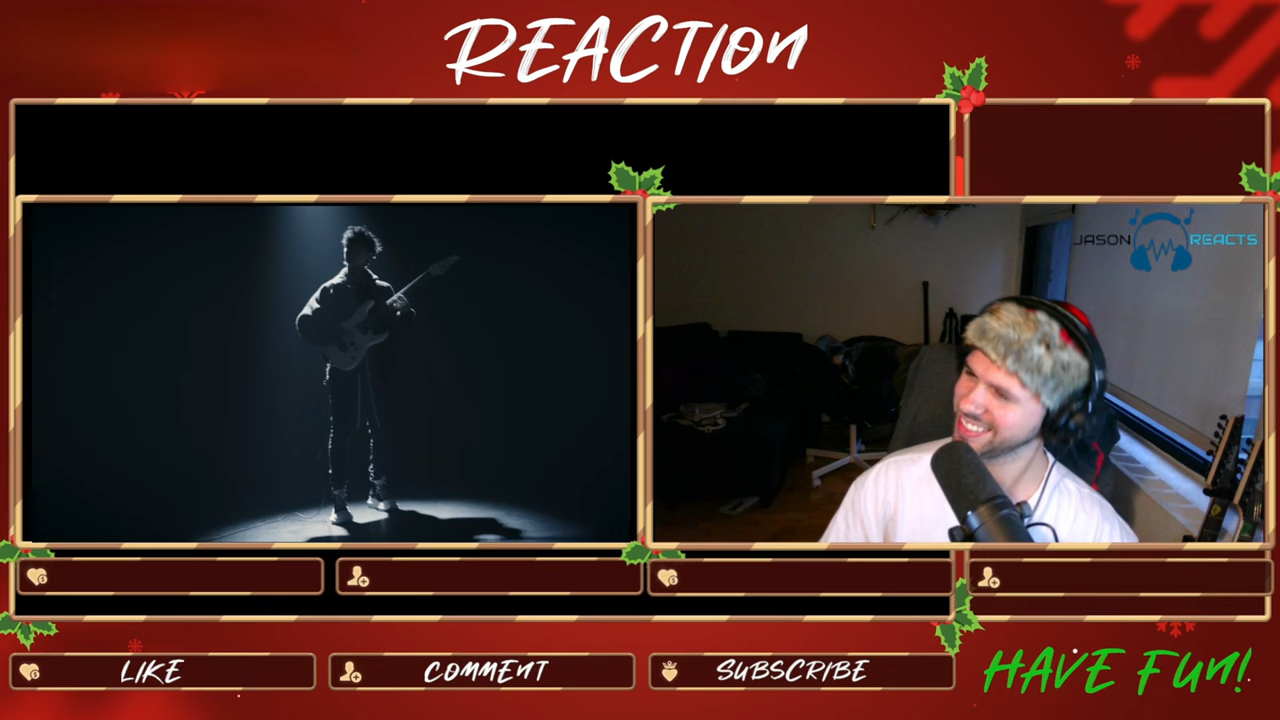 REACTION
JASON REACTS
LIKE
COMMENT
SUBSCRIBE
HAVE FUN!